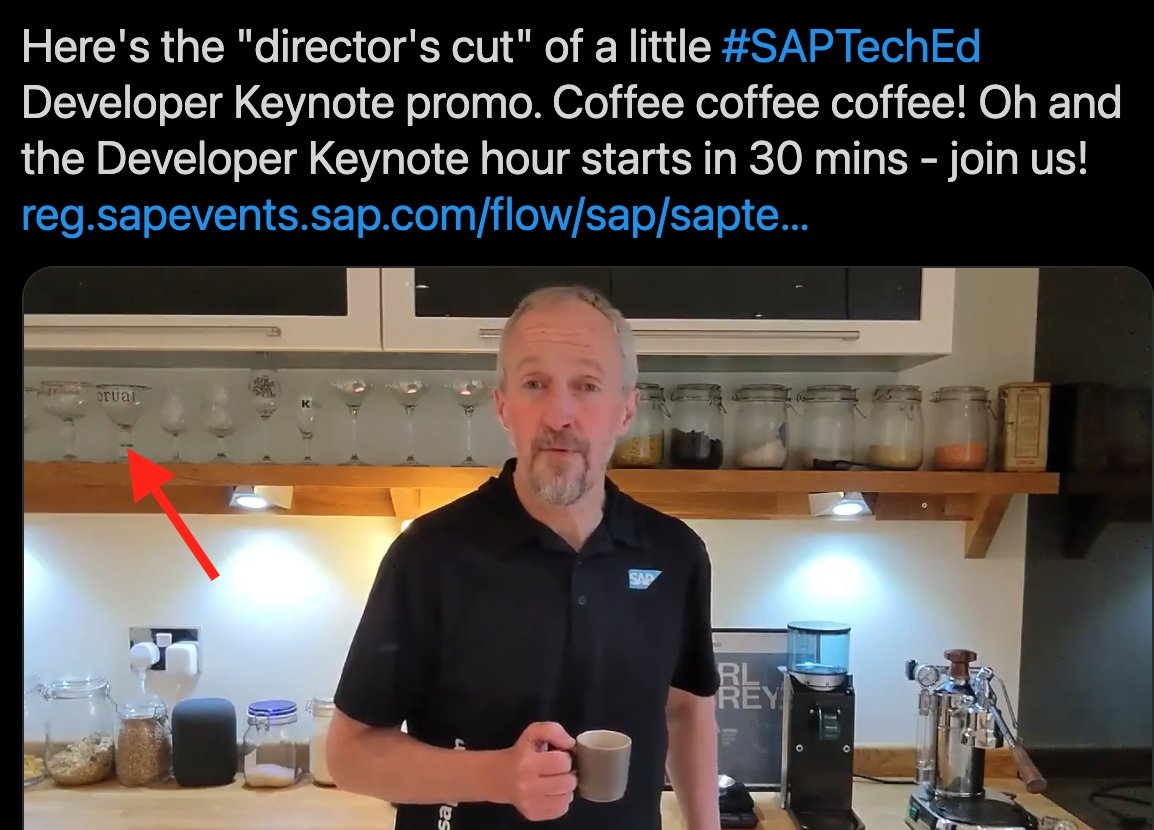 Here's the "director's cut" of a little #SAPTechEd
Developer Keynote promo. Coffee coffee coffee! Oh and
the Developer Keynote hour starts in 30 mins - join us!
reg.sapevents.sap.com/flow/sap/sapte...
K
SAP
RL
REY